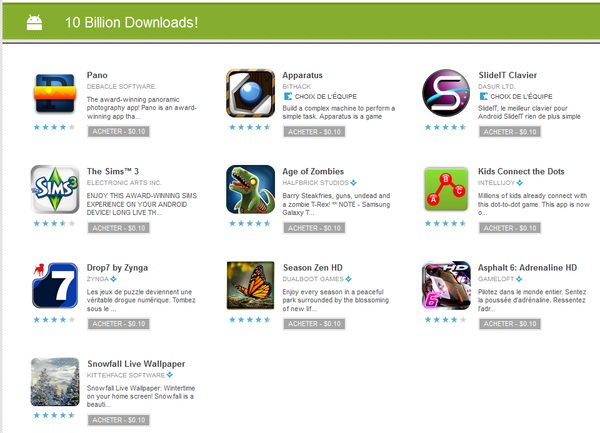 10 Billion Downloads!
Pano
DEBACLE SOFTWARE.
The award-winning panoramic
photography app! Pano is an award-
winning app tha...
ACHETER - $0.10
Apparatus
BITHACK
CHOIX DE L'ÉQUIPE
Build a complex machine to perform a
simple task. Apparatus is a game
ACHETER - $0.10
S
SlideIT Clavier
DASUR LTD.
CHOIX DE L'ÉQUIPE
SlideIT, le meilleur clavier pour
Android SlideIT rien de plus simple
ACHETER - $0.10
The SIMS 3
The Sims™ 3
ELECTRONIC ARTS INC.
ENJOY THIS AWARD-WINNING SIMS
EXPERIENCE ON YOUR ANDROID
DEVICE! LONG LIVE TH...
ACHETER - $0.10
Age of Zombies
HALFBRICK STUDIOS
Barry Steakfries, guns, undead and
a zombie T-Rex! ** NOTE - Samsung
Galaxy T...
ACHETER - $0.10
B
A
C
Kids Connect the Dots
INTELLIJOY
Millions of kids already connect with
this dot-to-dot game. This app is now
o...
ACHETER - $0.10
7
Drop7 by Zynga
ZYNGA
Les jeux de puzzle deviennent une
véritable drogue numérique. Tombez
sous le ...
ACHETER - $0.10
Season Zen HD
DUALBOOT GAMES
Enjoy every season in a peaceful
park surrounded by the blossoming
of new lif...
ACHETER - $0.10
HD
6
Asphalt 6: Adrenaline HD
GAMELOFT
Pilotez dans le monde entier. Sentez
la poussée d'adrénaline. Ressentez
l'adr...
ACHETER - $0.10
Snowfall Live Wallpaper
KITTEHFACE SOFTWARE
Snowfall Live Wallpaper: Wintertime
on your home screen! Snowfall is a
beauti...
ACHETER - $0.10